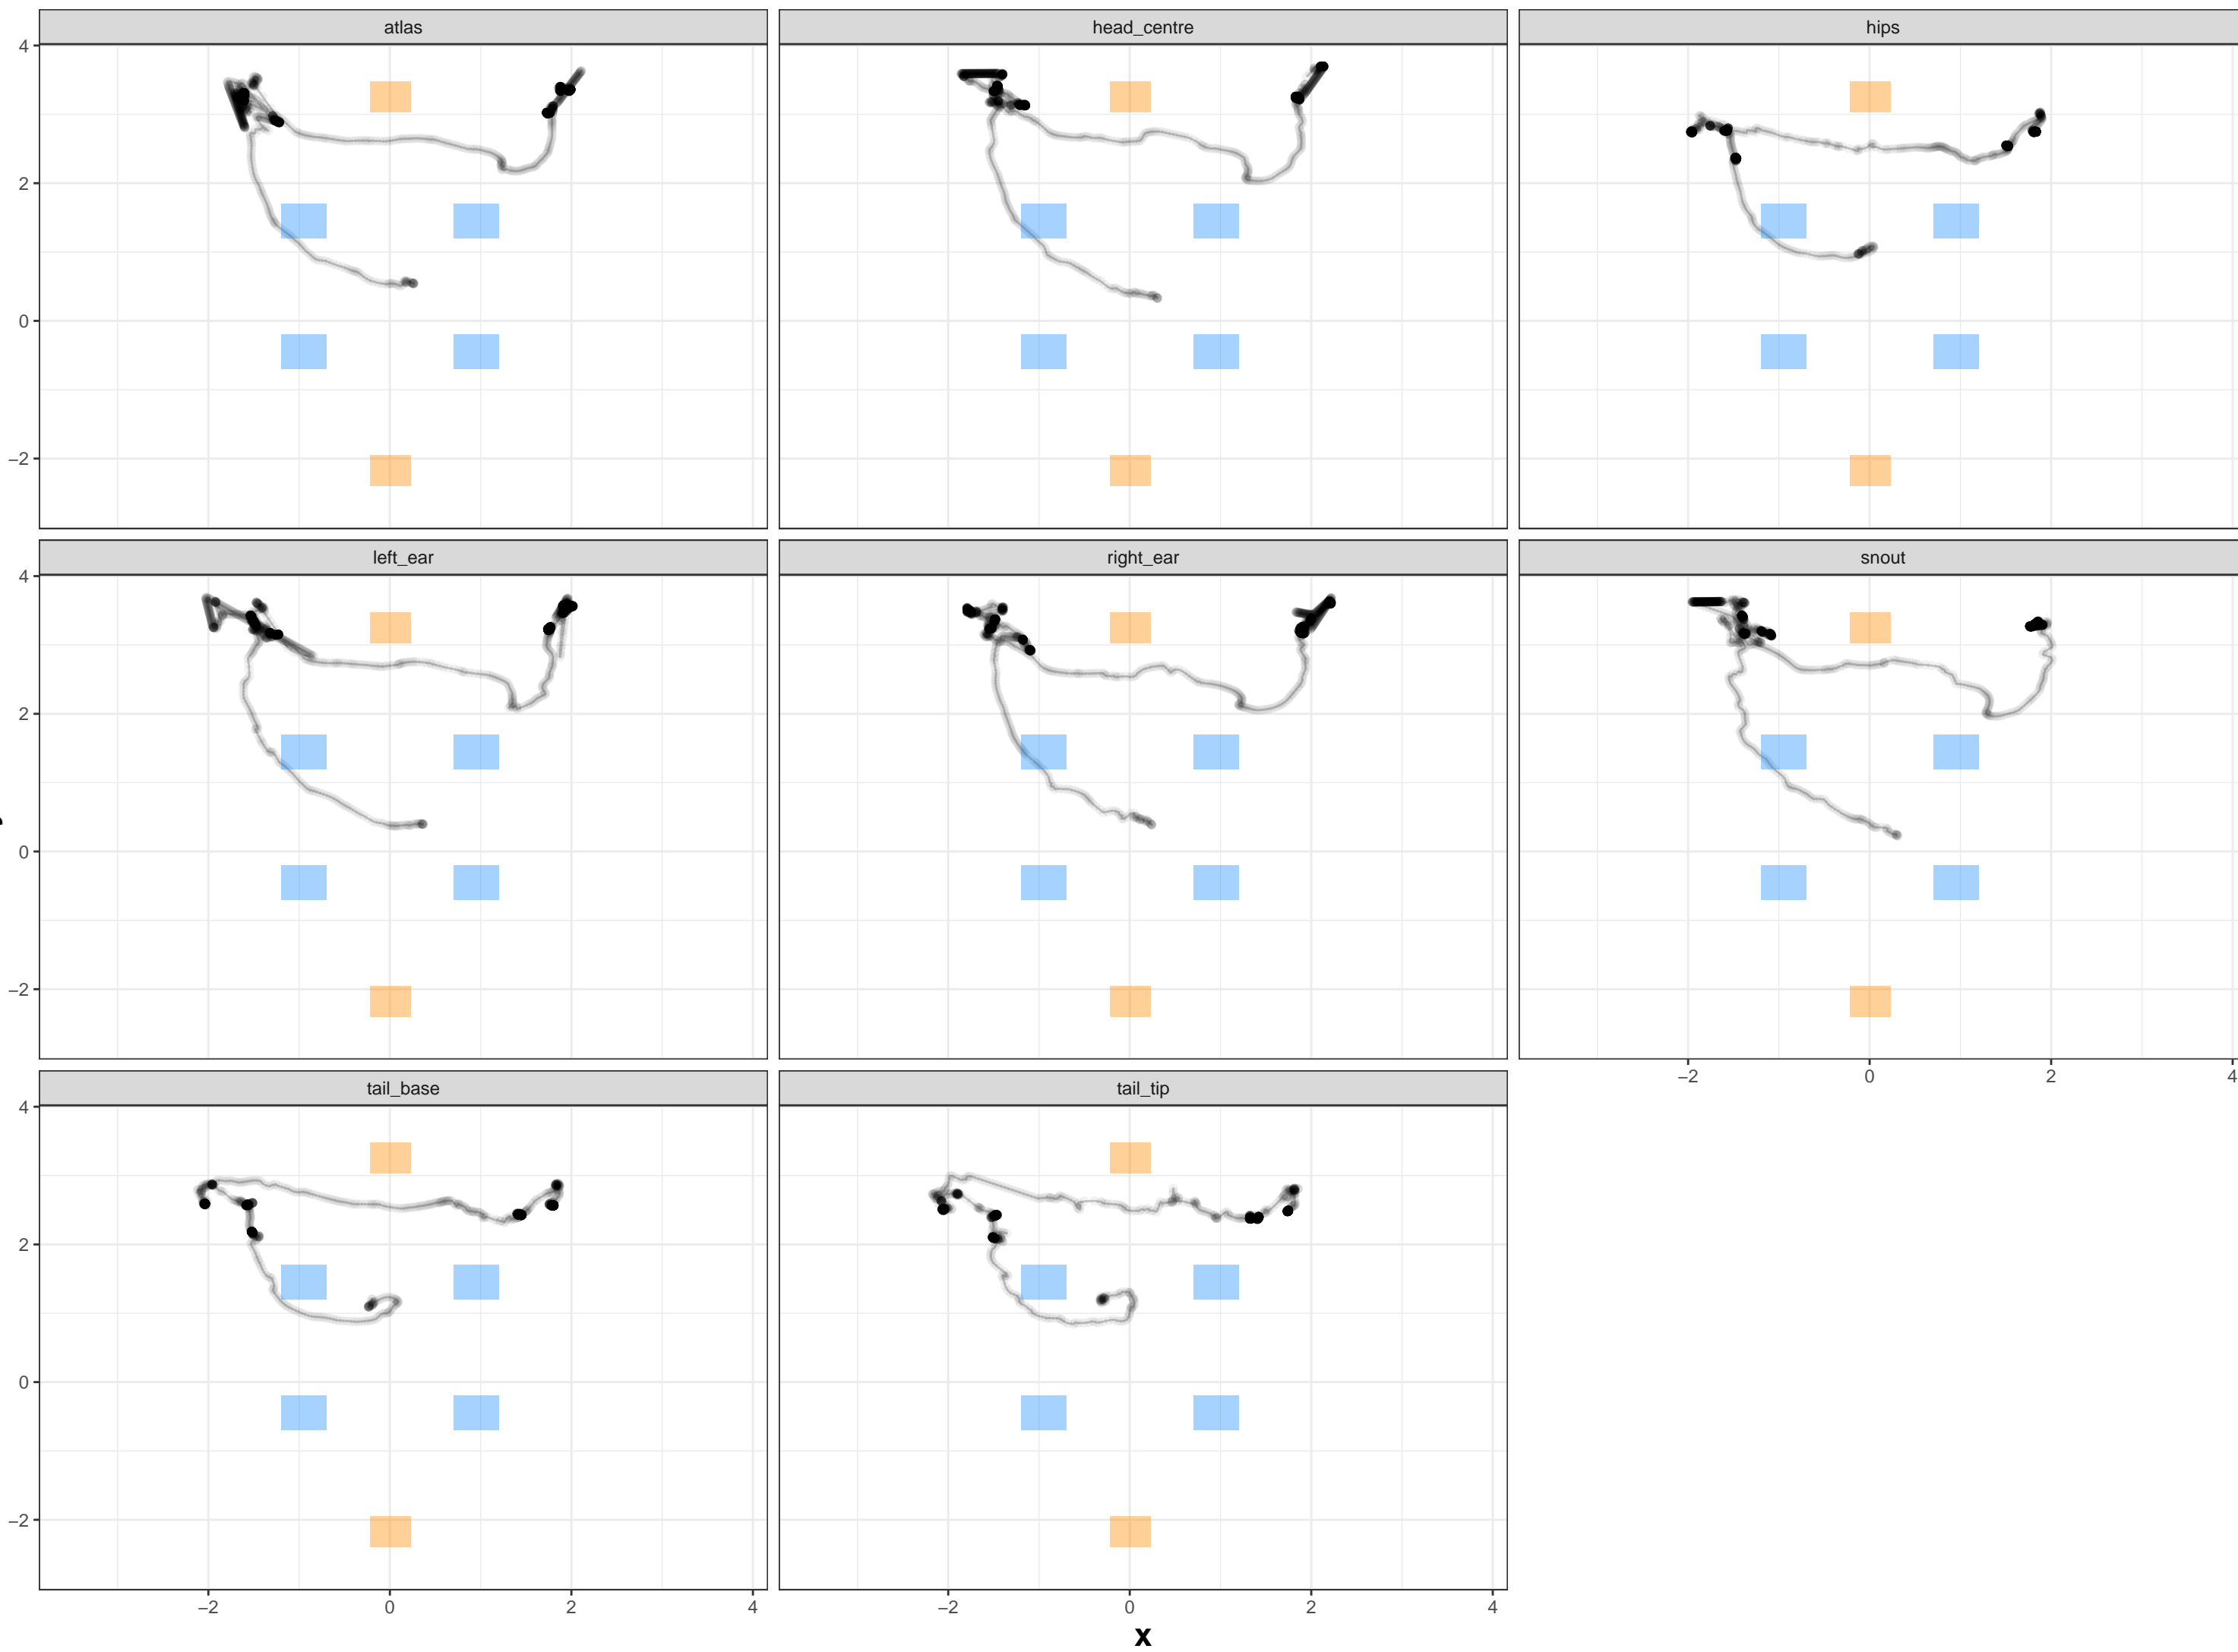 atlas head_centre hips
4
2
0
−2
left_ear right_ear snout
4
2
0
−2
−2 0 2 4
tail_base tail_tip
4
2
0
−2
−2 0 2 4 −2 0 2 4
x